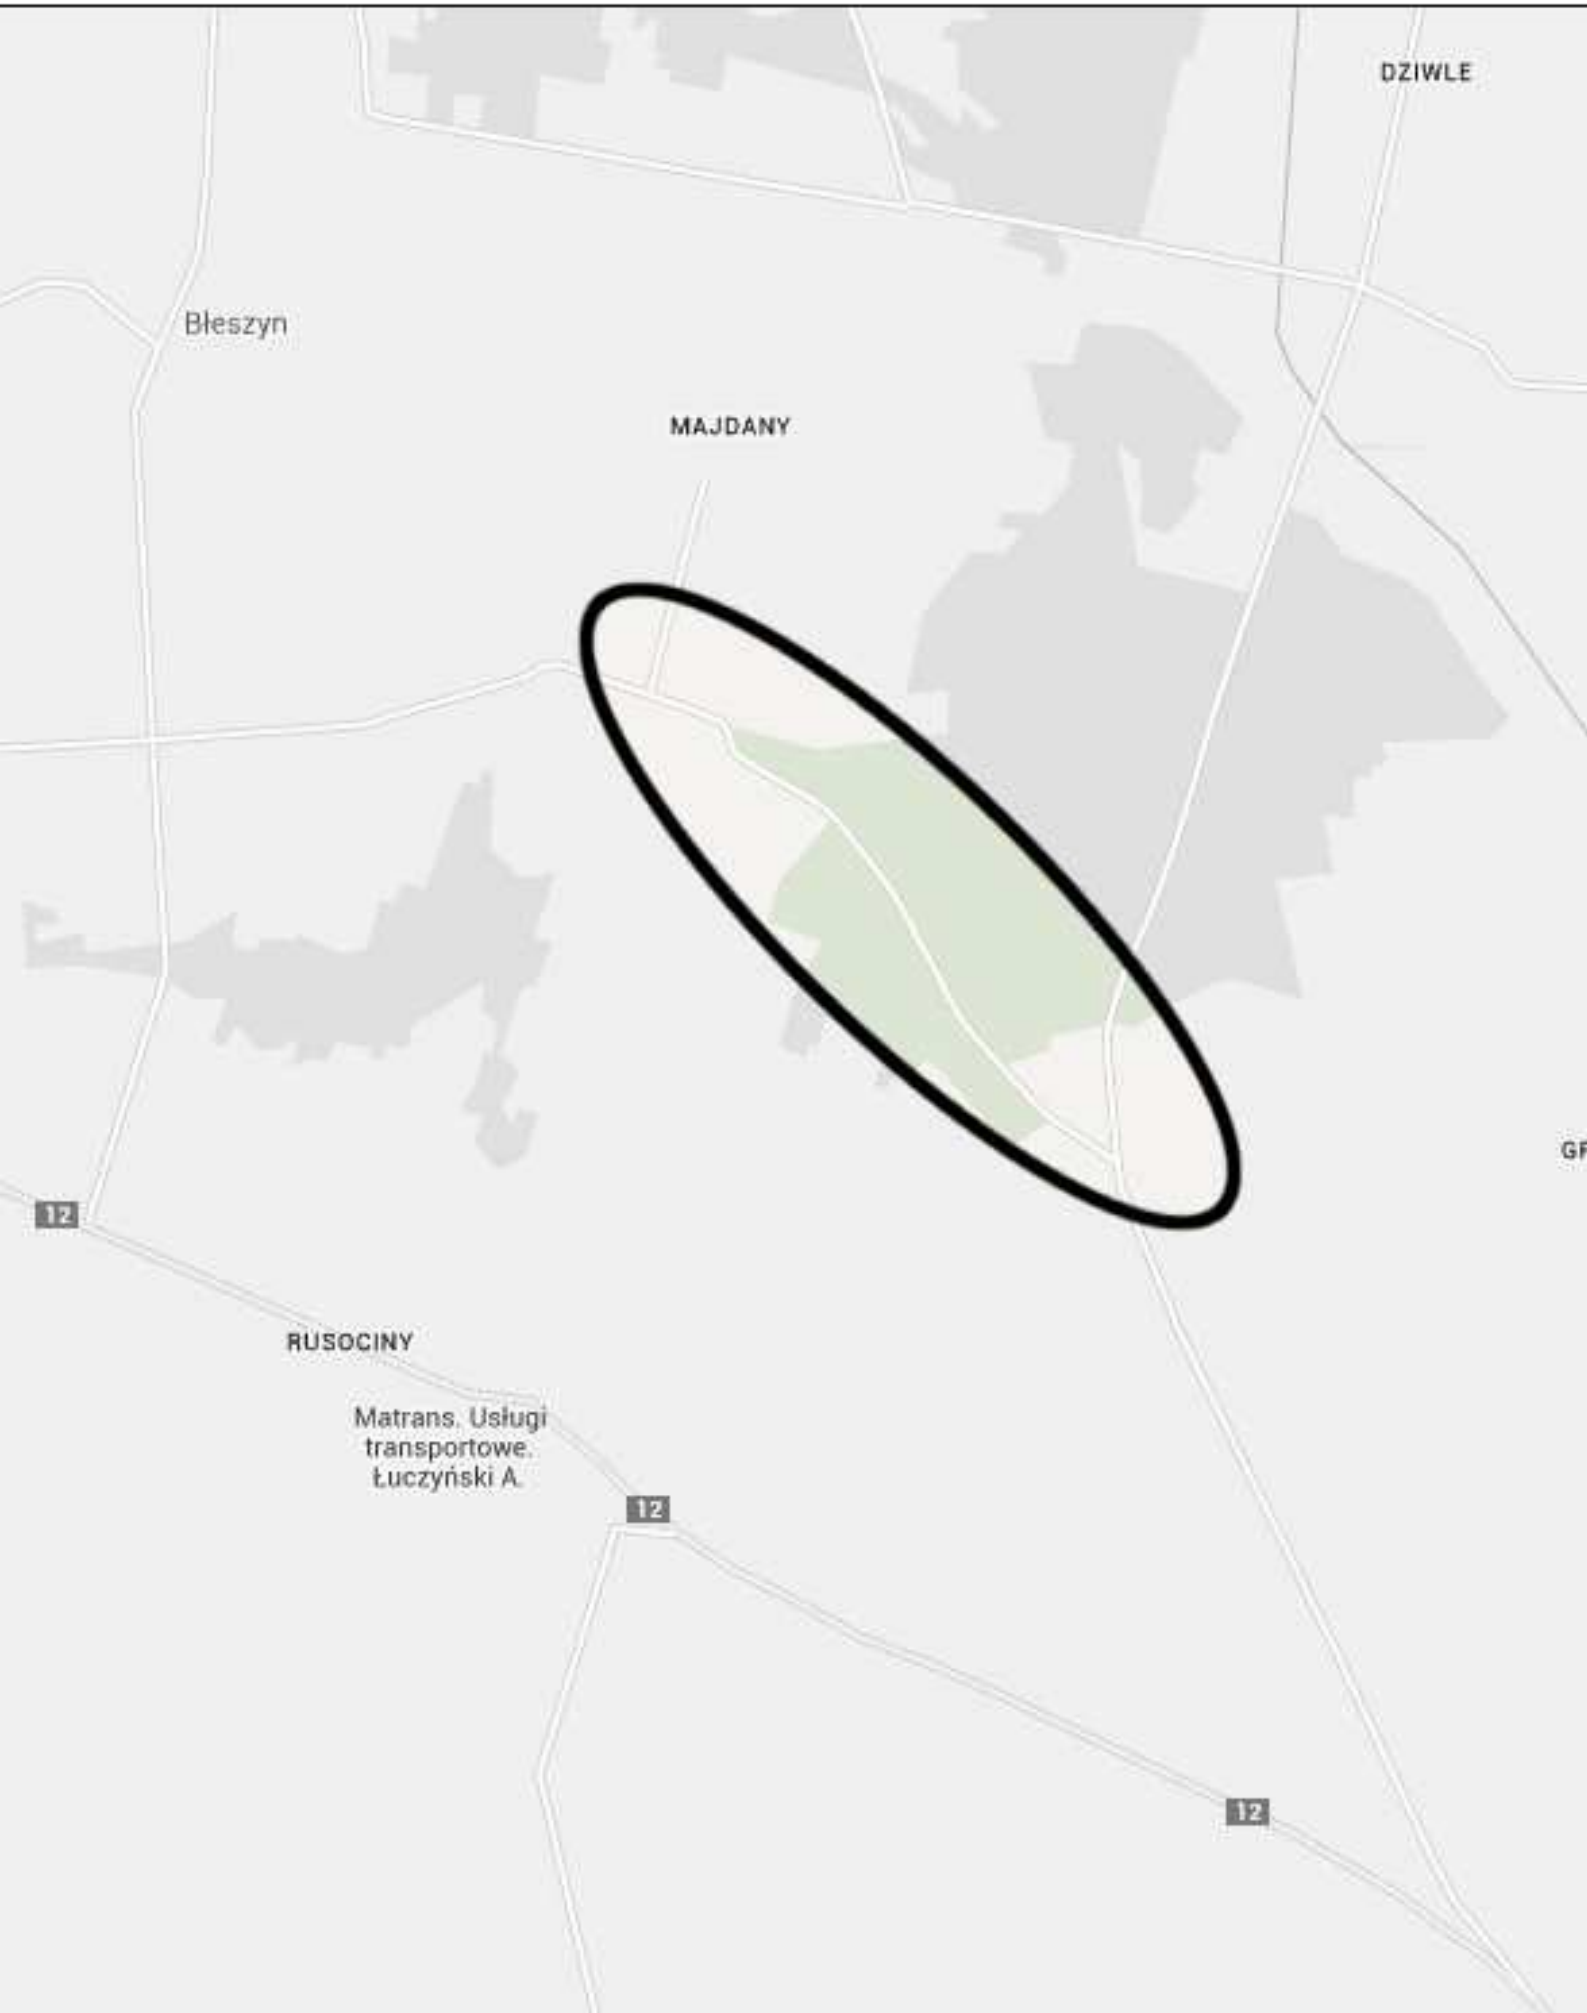 DZIWLE
Błeszyn
MAJDANY
12
RUSOCINY
Matrans. Usługi
transportowe.
Łuczyński A.
12
12